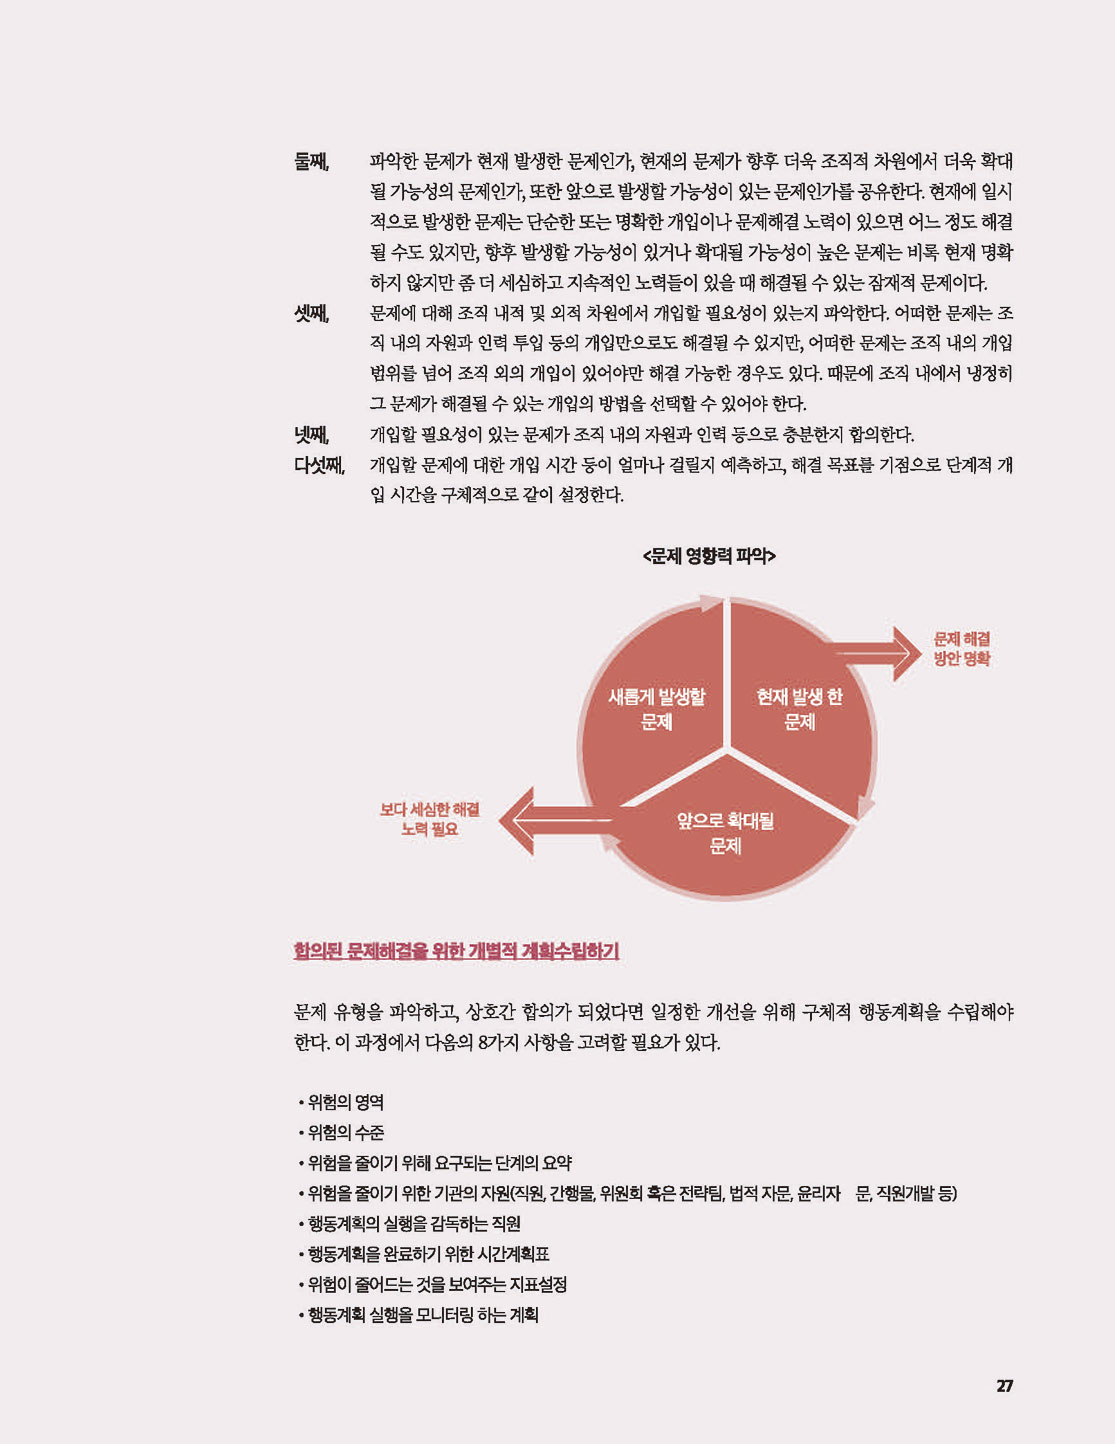 둘째, 파악한 문제가 현재 발생한 문제인가, 현재의 문제가 향후 더욱 조직적 차원에서 더욱 확대
될 가능성의 문제인가, 또한 앞으로 발생할 가능성이 있는 문제인가를 공유한다. 현재에 일시
적으로 발생한 문제는 단순한 또는 명확한 개입이나 문제해결 노력이 있으면 어느 정도 해결
될 수도 있지만, 향후 발생할 가능성이 있거나 확대될 가능성이 높은 문제는 비록 현재 명확
하지 않지만 좀 더 세심하고 지속적인 노력들이 있을 때 해결될 수 있는 잠재적 문제이다.
셋째, 문제에 대해 조직 내적 및 외적 차원에서 개입할 필요성이 있는지 파악한다. 어떠한 문제는 조
직 내의 자원과 인력 투입 등의 개입만으로도 해결될 수 있지만, 어떠한 문제는 조직 내의 개입
범위를 넘어 조직 외의 개입이 있어야만 해결 가능한 경우도 있다. 때문에 조직 내에서 냉정히
그 문제가 해결될 수 있는 개입의 방법을 선택할 수 있어야 한다.
넷째, 개입할 필요성이 있는 문제가 조직 내의 자원과 인력 등으로 충분한지 합의한다.
다섯째, 개입할 문제에 대한 개입 시간 등이 얼마나 걸릴지 예측하고, 해결 목표를 기점으로 단계적 개
입 시간을 구체적으로 같이 설정한다.
<문제 영향력 파악>
문제 해결
방안 명확
새롭게 발생할
문제
현재 발생 한
문제
보다 세심한 해결
노력 필요
앞으로 확대될
문제
합의된 문제해결을 위한 개별적 계획수립하기
문제 유형을 파악하고, 상호간 합의가 되었다면 일정한 개선을 위해 구체적 행동계획을 수립해야
한다. 이 과정에서 다음의 8가지 사항을 고려할 필요가 있다.
• 위험의 영역
• 위험의 수준
• 위험을 줄이기 위해 요구되는 단계의 요약
• 위험을 줄이기 위한 기관의 자원(직원, 간행물, 위원회 혹은 전략팀, 법적 자문, 윤리자 문, 직원개발 등)
• 행동계획의 실행을 감독하는 직원
• 행동계획을 완료하기 위한 시간계획표
• 위험이 줄어드는 것을 보여주는 지표설정
• 행동계획 실행을 모니터링 하는 계획
27